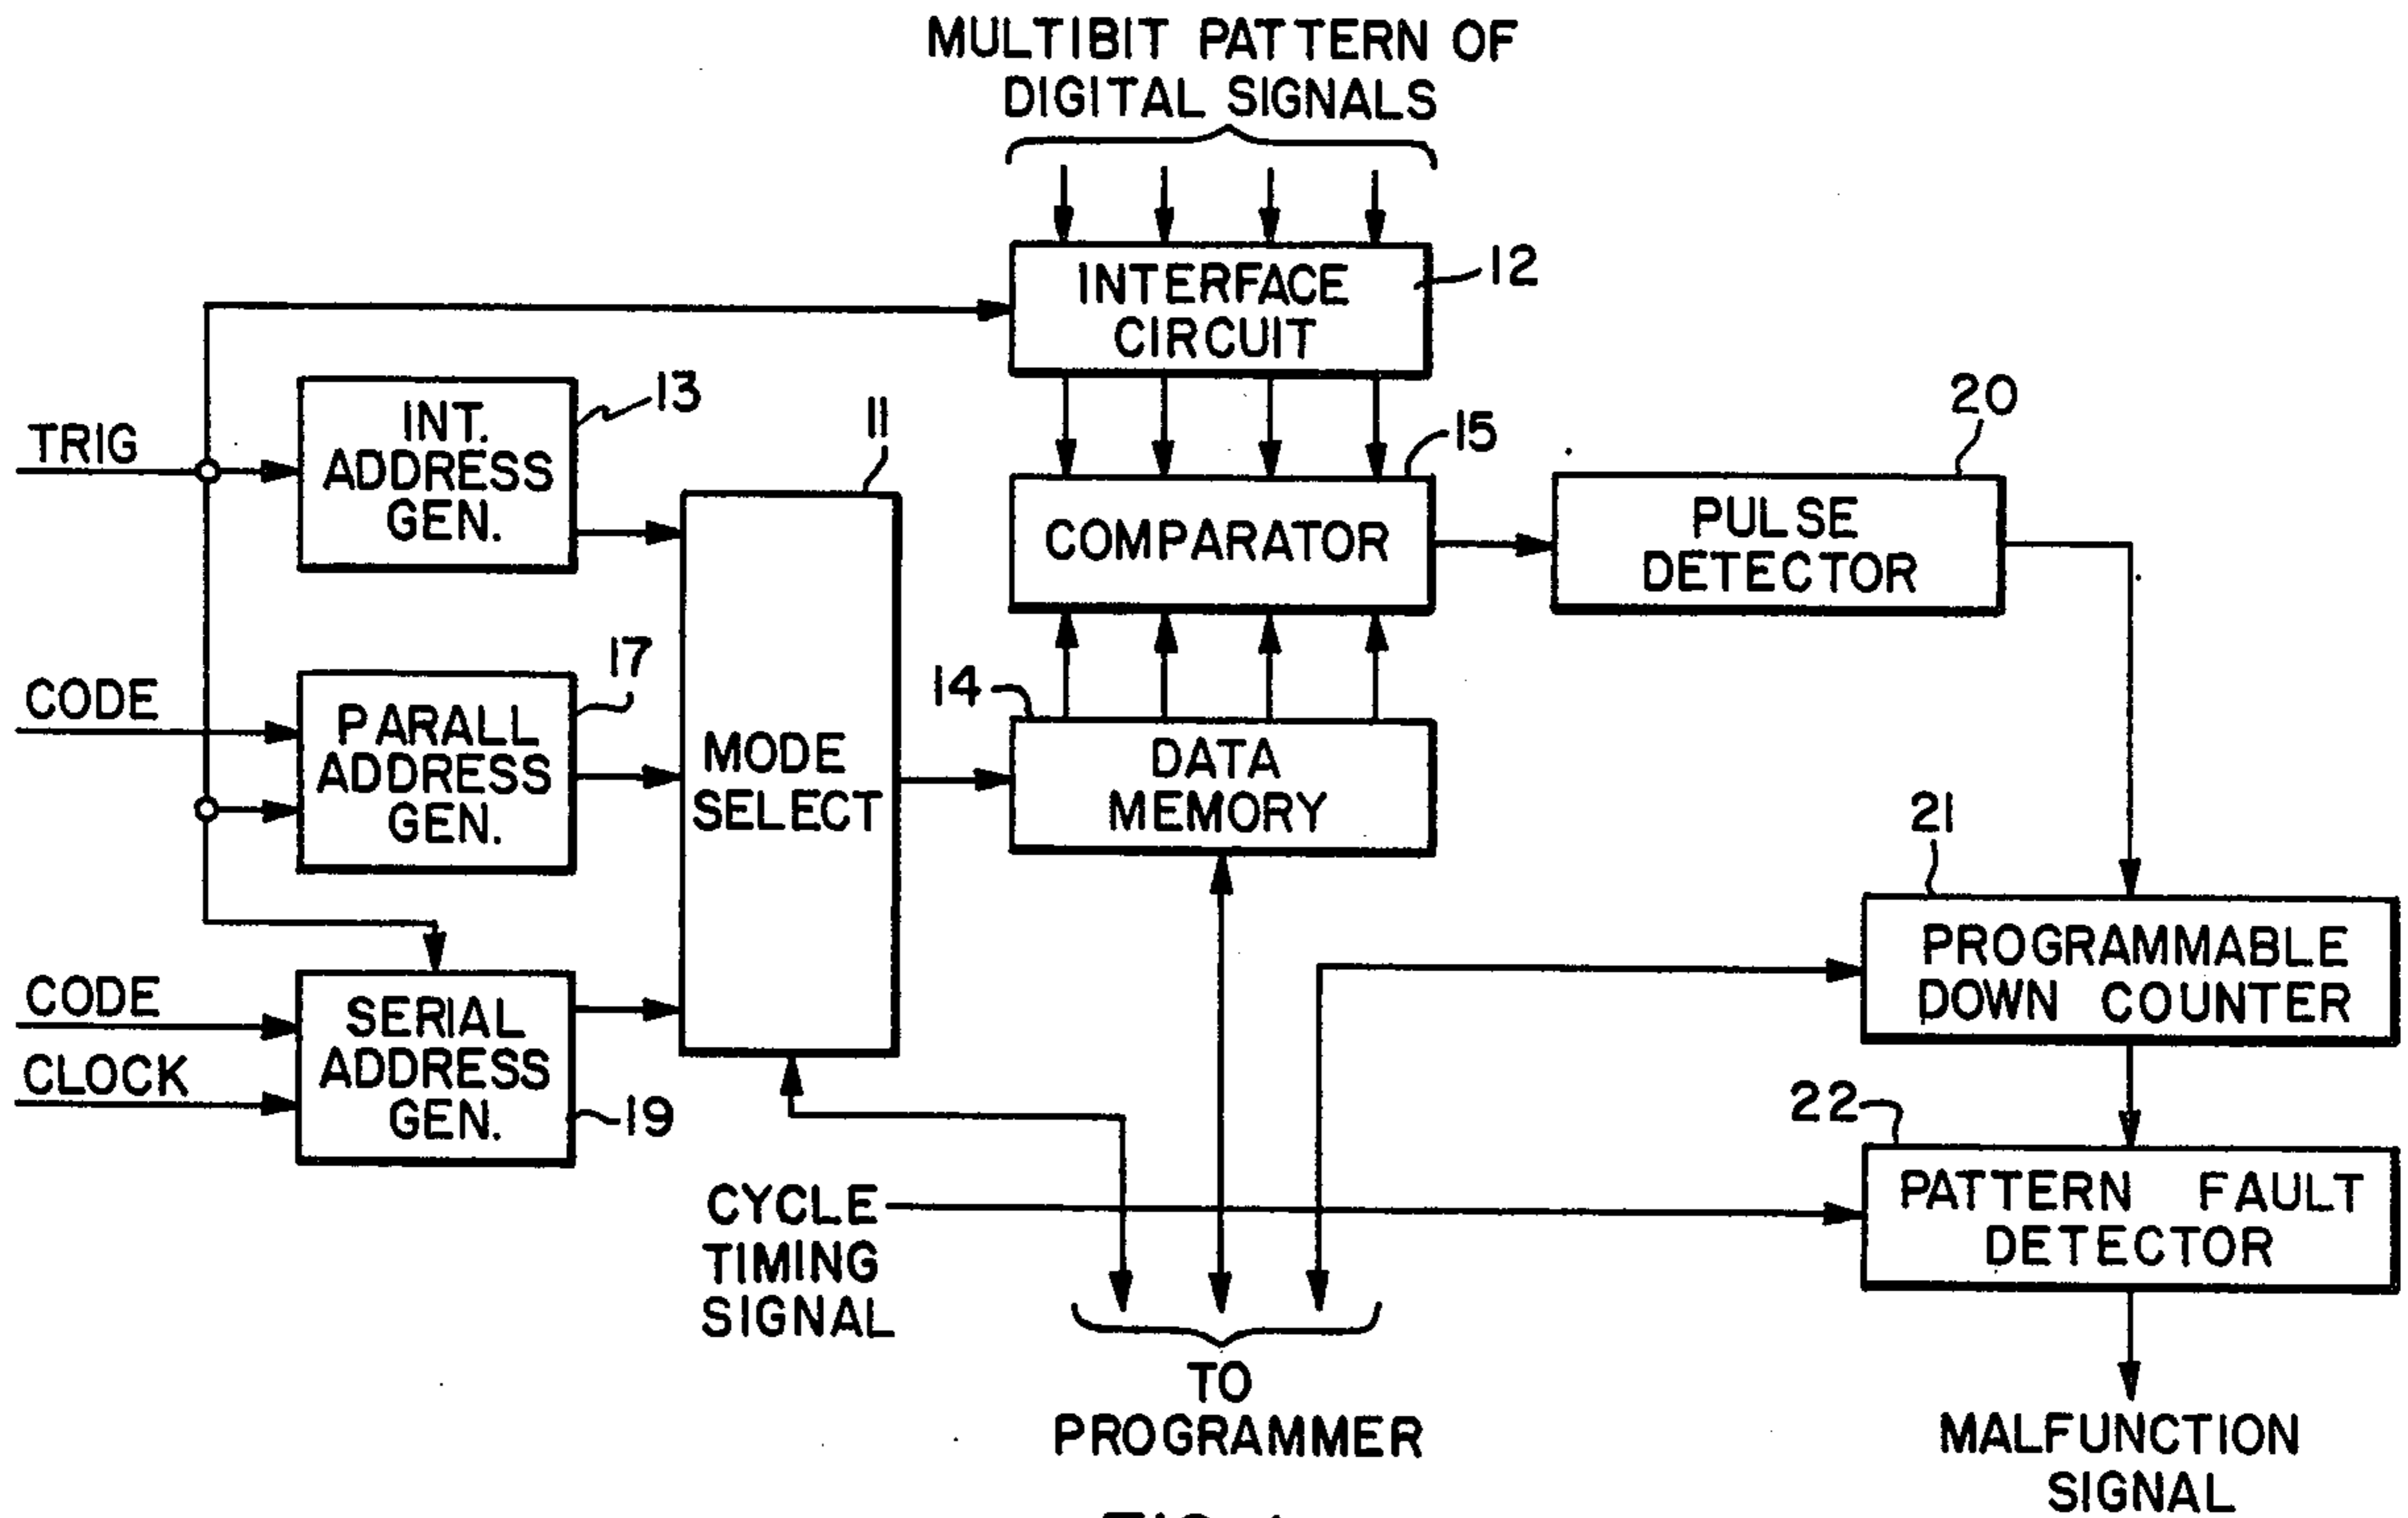 MULTIBIT PATTERN OF
DIGITAL SIGNALS
INTERFACE
CIRCUIT
12
TRIG
INT.
ADDRESS
GEN.
13
11
COMPARATOR
15
PULSE
DETECTOR
20
CODE
PARALL
ADDRESS
GEN.
17
MODE
SELECT
14
DATA
MEMORY
21
PROGRAMMABLE
DOWN COUNTER
CODE
CLOCK
SERIAL
ADDRESS
GEN.
19
22
PATTERN FAULT
DETECTOR
CYCLE
TIMING
SIGNAL
TO
PROGRAMMER
MALFUNCTION
SIGNAL